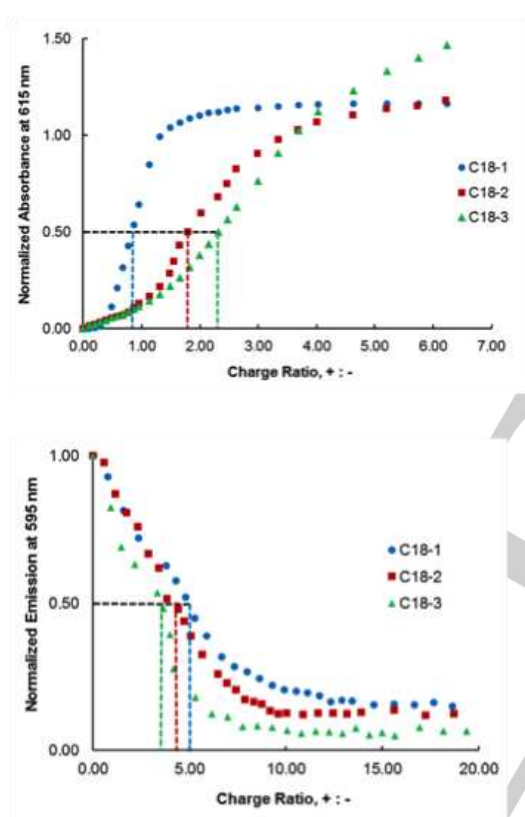 1.50
1.00
0.50
0.00
Normalized Absorbance at 615 nm
C18-1
C18-2
C18-3
0.00 1.00 2.00 3.00 4.00 5.00 6.00 7.00
Charge Ratio, + : -
1.00
0.50
0.00
Normalized Emission at 595 nm
C18-1
C18-2
C18-3
0.00 5.00 10.00 15.00 20.00
Charge Ratio, + : -